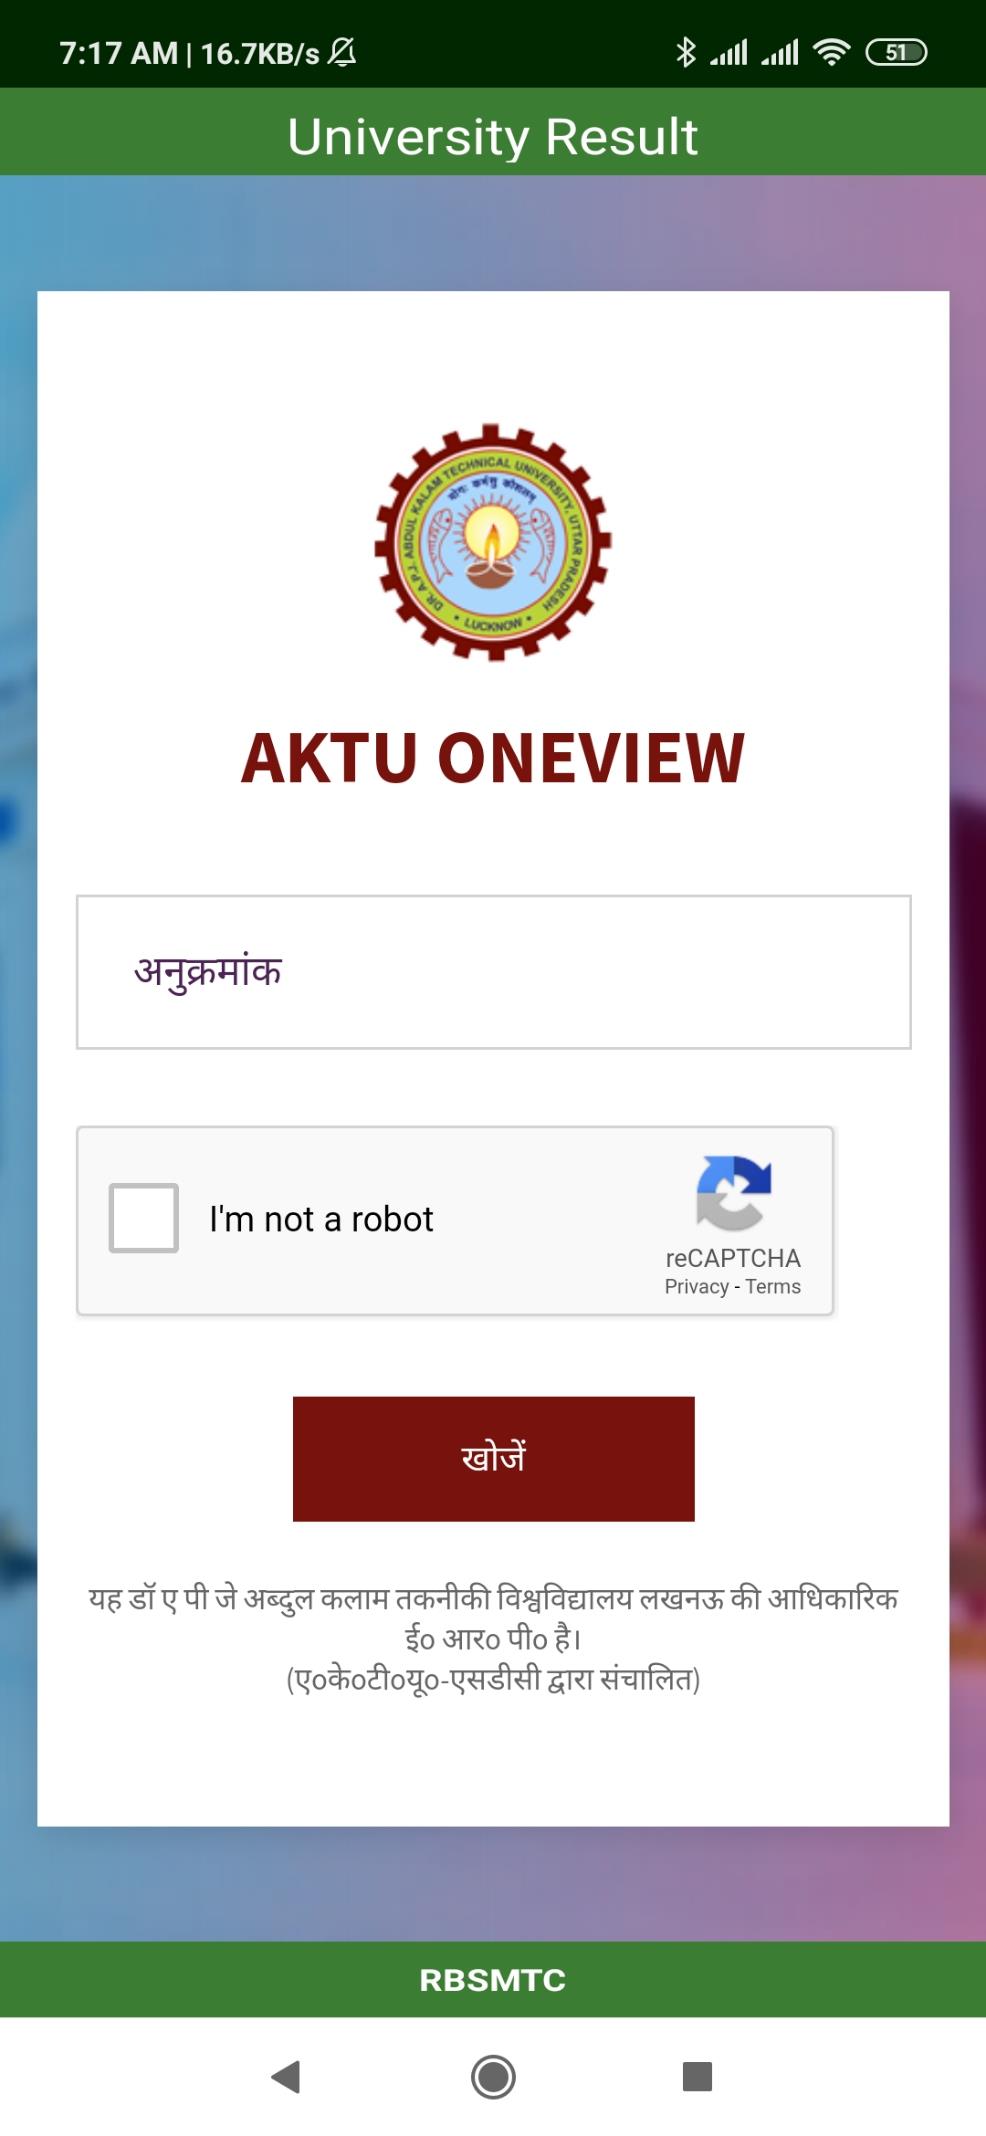 7:17 AM | 16.7KB/s
51
University Result
DR. A.P.J. ABDUL KALAM TECHNICAL UNIVERSITY, UTTAR PRADESH
योगः कर्मसु कौशलम्
• LUCKNOW •
AKTU ONEVIEW
अनुक्रमांक
I'm not a robot
reCAPTCHA
Privacy - Terms
खोजें
यह डॉ ए पी जे अब्दुल कलाम तकनीकी विश्वविद्यालय लखनऊ की आधिकारिक
ई० आर० पी० है।
(ए०के०टी०यू०-एसडीसी द्वारा संचालित)
RBSMTC